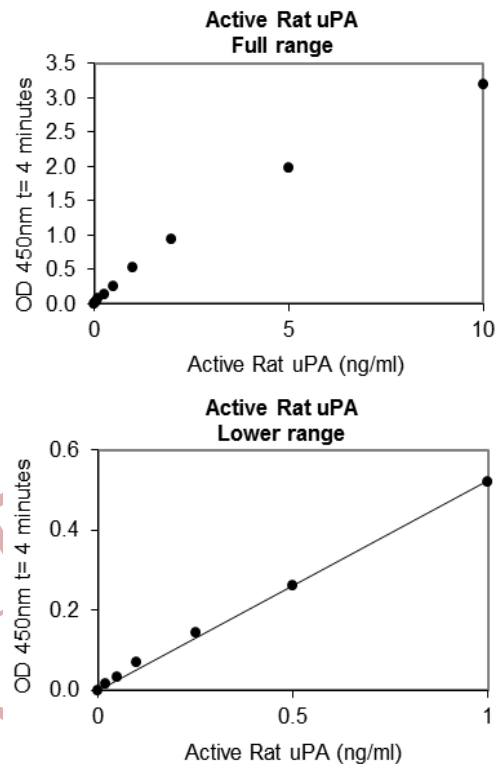 Active Rat uPA
Full range
3.5
3.0
2.5
2.0
1.5
1.0
0.5
0.0
OD 450nm t= 4 minutes
0 5 10
Active Rat uPA (ng/ml)
Active Rat uPA
Lower range
0.6
0.4
0.2
0.0
OD 450nm t= 4 minutes
0 0.5 1
Active Rat uPA (ng/ml)